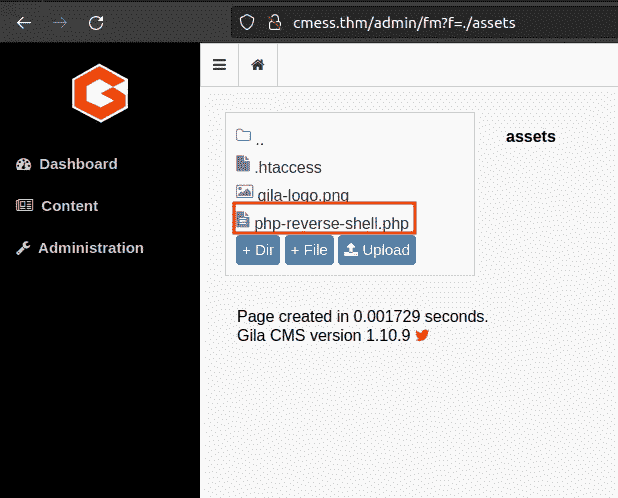 cmess.thm/admin/fm?f=./assets
Dashboard
Content
Administration
..
.htaccess
gila-logo.png
php-reverse-shell.php
+ Dir + File Upload
assets
Page created in 0.001729 seconds.
Gila CMS version 1.10.9